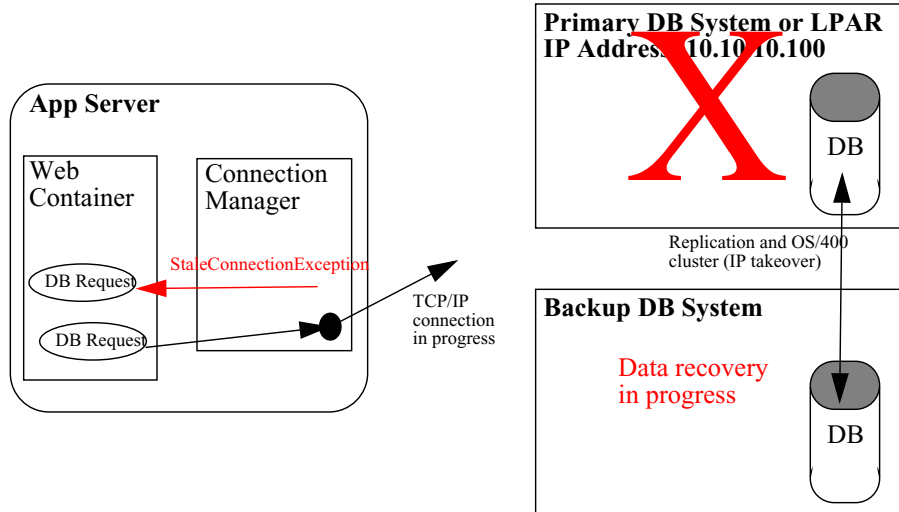 Primary DB System or LPAR
IP Address 10.10.10.100
X
DB
App Server
Web
Container
Connection
Manager
StaleConnectionException
DB Request
DB Request
TCP/IP
connection
in progress
Replication and OS/400
cluster (IP takeover)
Backup DB System
Data recovery
in progress
DB